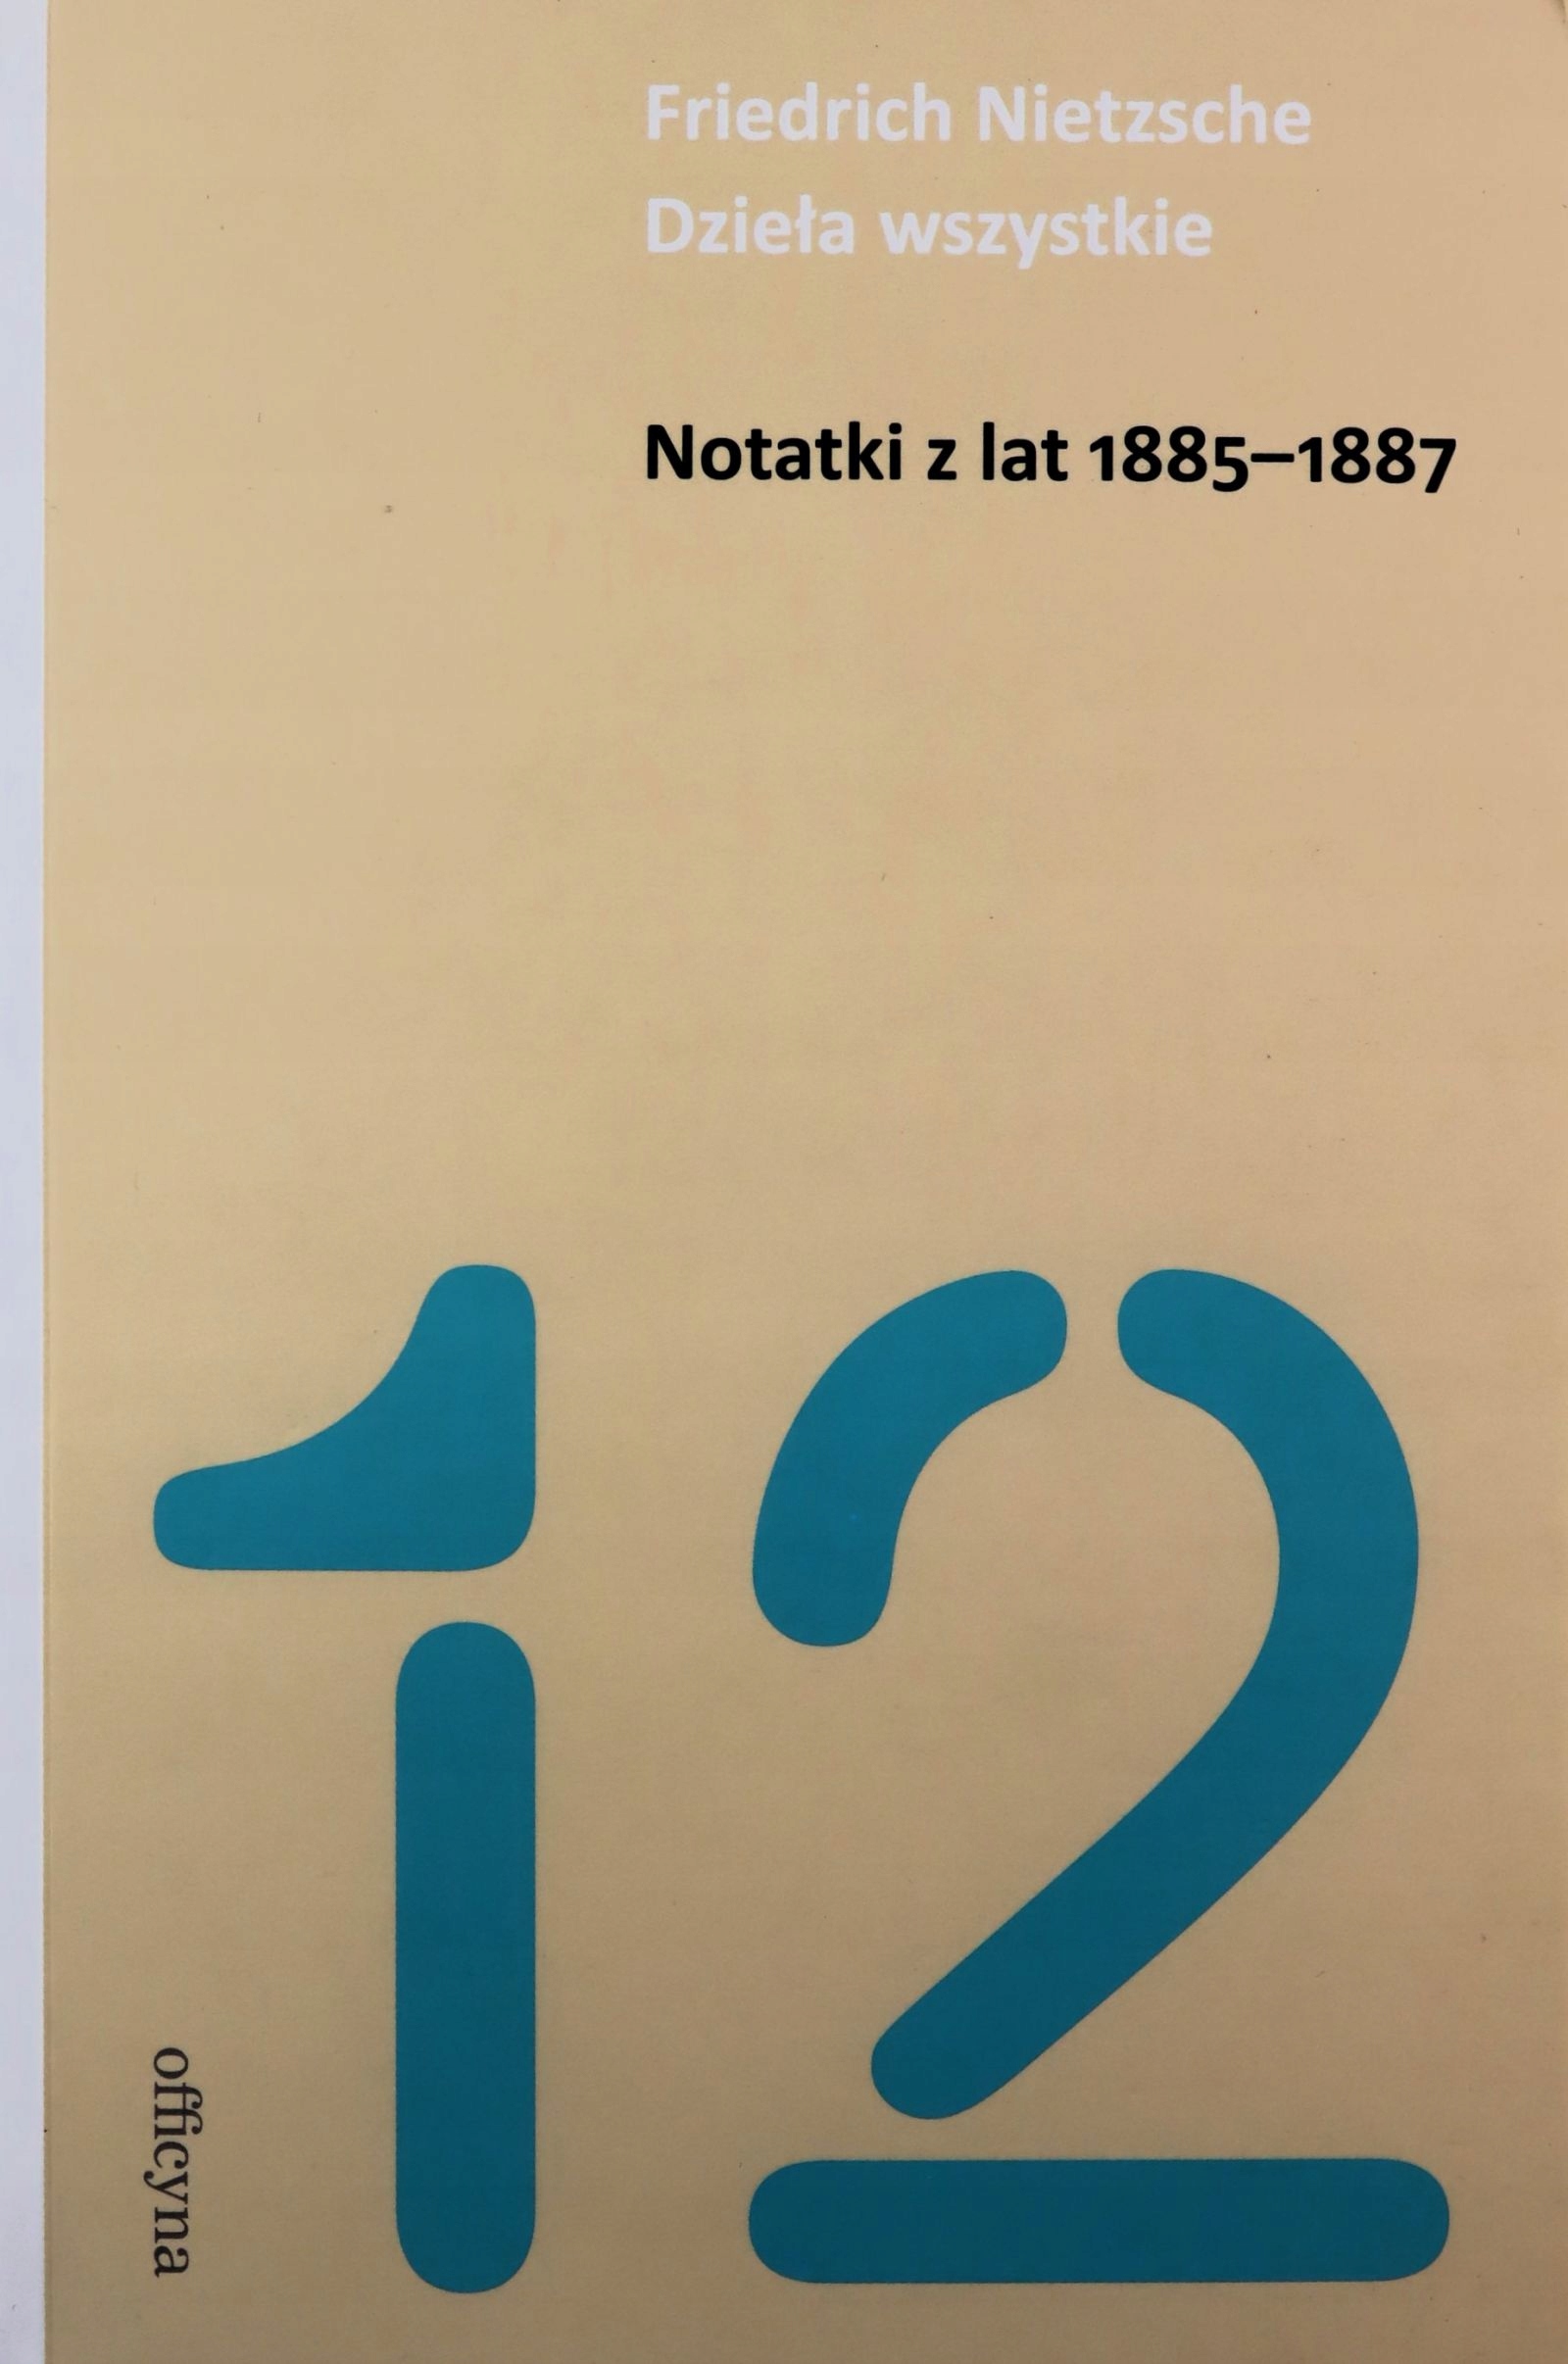 Friedrich Nietzsche
Dzieła wszystkie
Notatki z lat 1885–1887
12
officyna